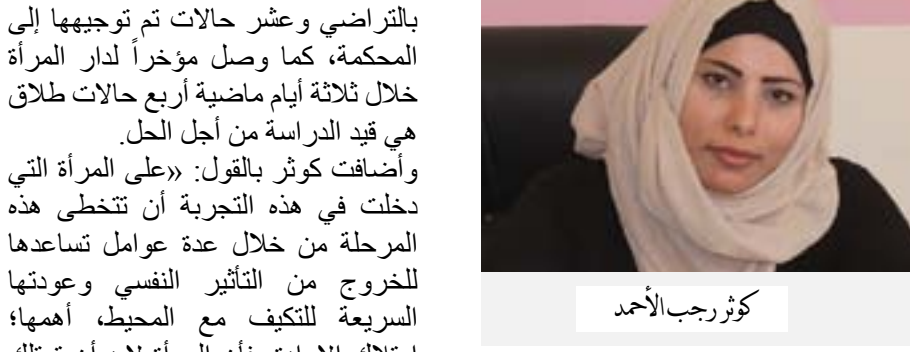 بالتراضي وعشر حالات تم توجيهها إلى
المحكمة، كما وصل مؤخراً لدار المرأة
خلال ثلاثة أيام ماضية أربع حالات طلاق
هي قيد الدراسة من أجل الحل.
وأضافت كوثر بالقول: «على المرأة التي
دخلت في هذه التجربة أن تتخطى هذه
المرحلة من خلال عدة عوامل تساعدها
للخروج من التأثير النفسي وعودتها
السريعة للتكيف مع المحيط، أهمها؛
كوثر رجب الأحمد